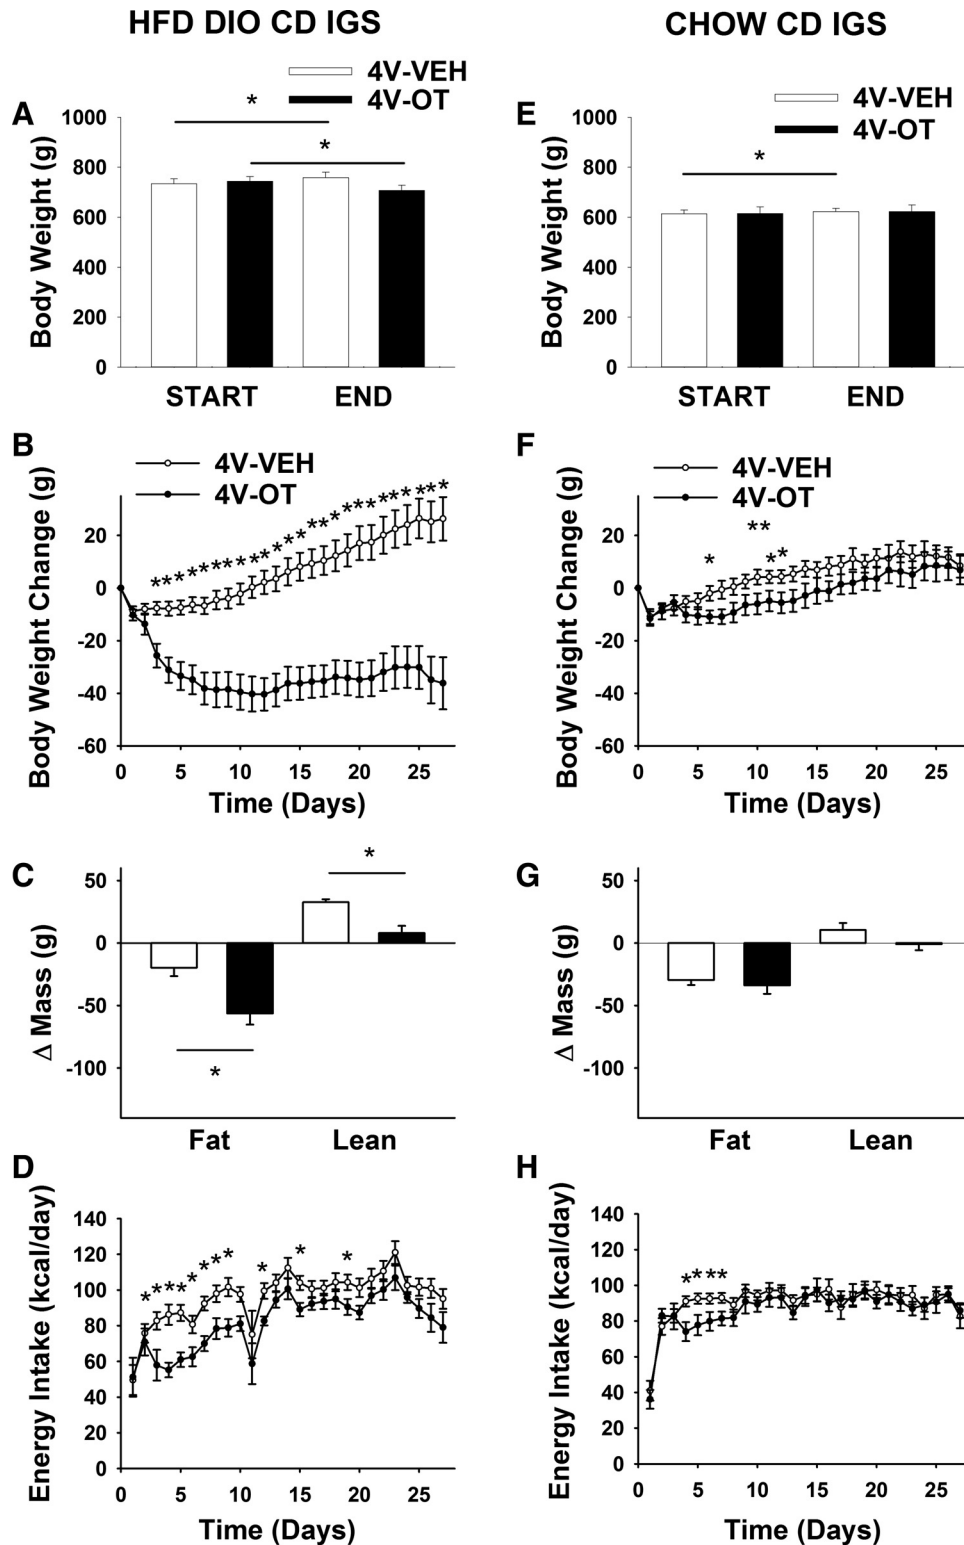 HFD DIO CD IGS
CHOW CD IGS
A
4V-VEH
4V-OT
*
*
Body Weight (g)
1000
800
600
400
200
0
START
END
E
4V-VEH
4V-OT
*
Body Weight (g)
1000
800
600
400
200
0
START
END
B
4V-VEH
4V-OT
*************************
Body Weight Change (g)
20
0
-20
-40
-60
0
5
10
15
20
25
Time (Days)
F
4V-VEH
4V-OT
*
**
**
Body Weight Change (g)
20
0
-20
-40
-60
0
5
10
15
20
25
Time (Days)
C
*
*
Δ Mass (g)
50
0
-50
-100
Fat
Lean
G
Δ Mass (g)
50
0
-50
-100
Fat
Lean
D
* * * * * * * * * * *
Energy Intake (kcal/day)
140
120
100
80
60
40
20
0
0
5
10
15
20
25
Time (Days)
H
****
Energy Intake (kcal/day)
140
120
100
80
60
40
20
0
0
5
10
15
20
25
Time (Days)